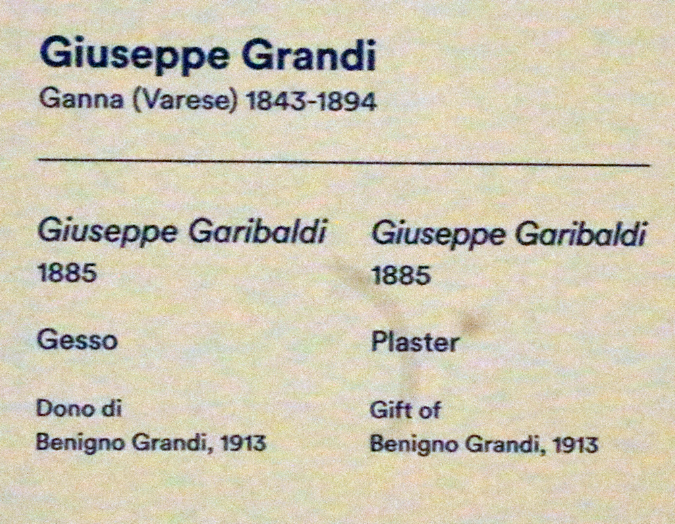 Giuseppe Grandi
Ganna (Varese) 1843-1894
Giuseppe Garibaldi
1885
Gesso
Dono di
Benigno Grandi, 1913
Giuseppe Garibaldi
1885
Plaster
Gift of
Benigno Grandi, 1913